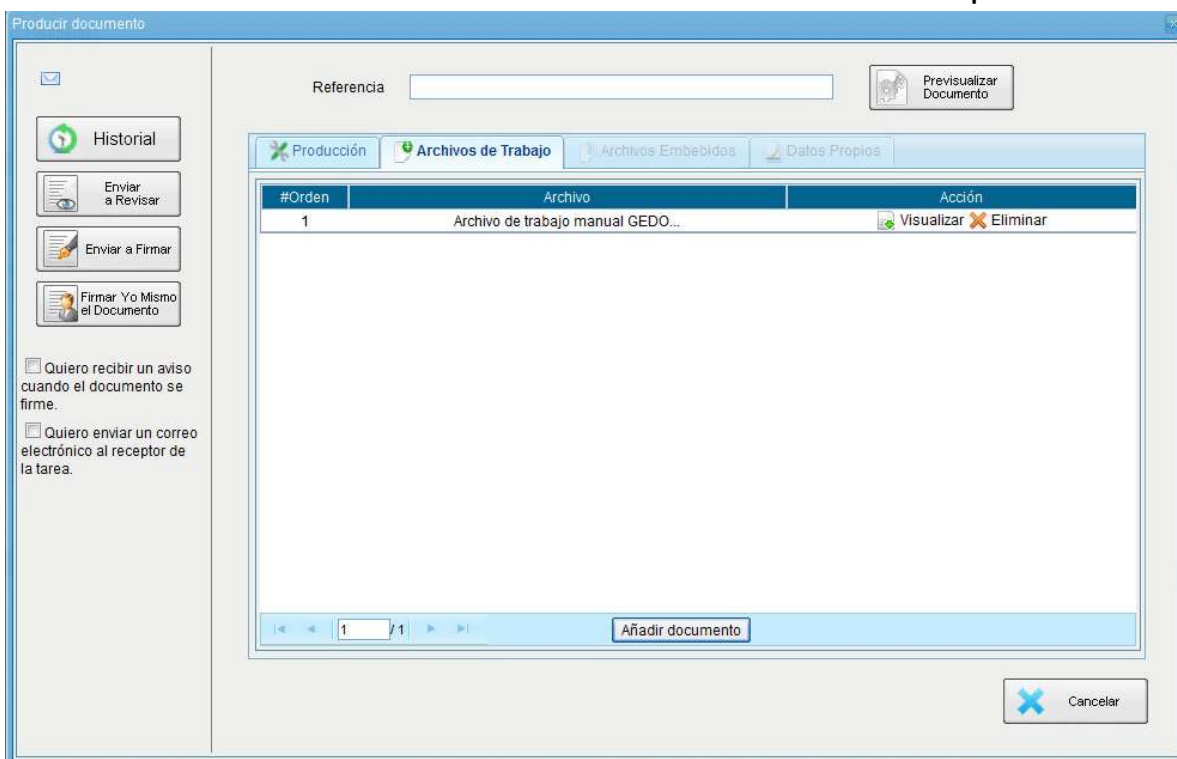 Producir documento
Referencia
Previsualizar
Documento
Historial
Enviar
a Revisar
Enviar a Firmar
Firmar Yo Mismo
el Documento
Quiero recibir un aviso
cuando el documento se
firme.
Quiero enviar un correo
electrónico al receptor de
la tarea.
Producción
Archivos de Trabajo
Archivos Embebidos
Datos Propios
#Orden Archivo Acción
1 Archivo de trabajo manual GEDO... Visualizar Eliminar
1 / 1
Añadir documento
Cancelar